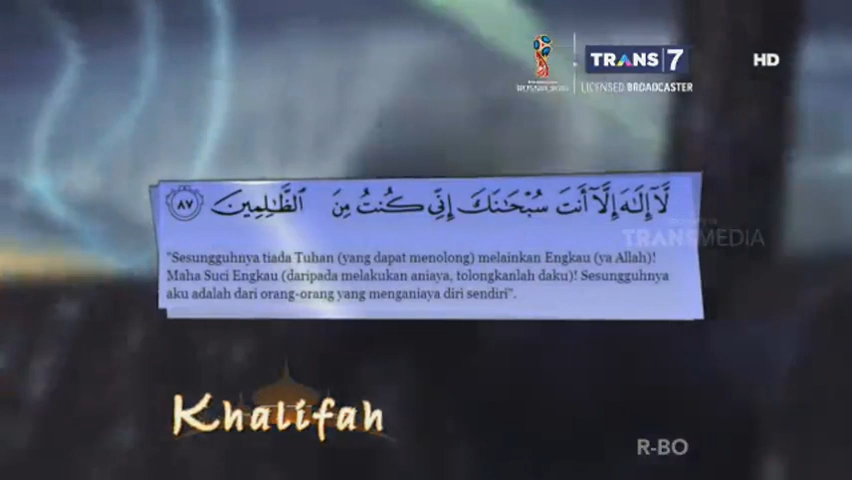 TRANS|7
HD
LICENSED BROADCASTER
لَّآ إِلَٰهَ إِلَّآ أَنتَ سُبْحَٰنَكَ إِنِّي كُنتُ مِنَ ٱلظَّٰلِمِينَ ٨٧
TRANSMEDIA
"Sesungguhnya tiada Tuhan (yang dapat menolong) melainkan Engkau (ya Allah)!
Maha Suci Engkau (daripada melakukan aniaya, tolongkanlah daku)! Sesungguhnya
aku adalah dari orang-orang yang menganiaya diri sendiri".
Khalifah
R-BO